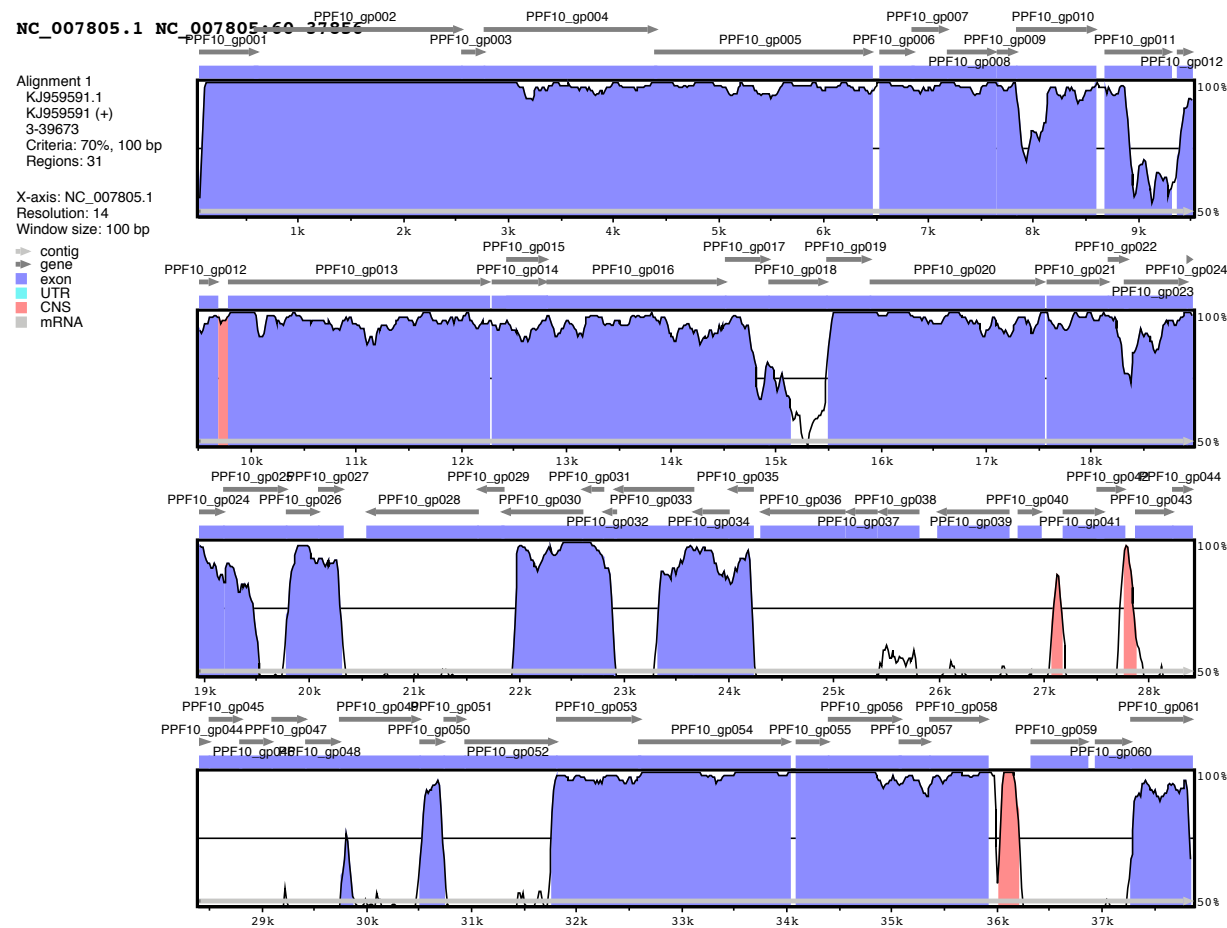 NC_007805.1 NC_007805:60-37856
Alignment 1
KJ959591.1
KJ959591 (+)
3-39673
Criteria: 70%, 100 bp
Regions: 31
X-axis: NC_007805.1
Resolution: 14
Window size: 100 bp
contig
gene
exon
UTR
CNS
mRNA
PPF10_gp002 PPF10_gp004 PPF10_gp007 PPF10_gp010
PPF10_gp001 PPF10_gp003 PPF10_gp005 PPF10_gp006 PPF10_gp009 PPF10_gp011
PPF10_gp008 PPF10_gp012
100%
50%
1k 2k 3k 4k 5k 6k 7k 8k 9k
PPF10_gp015 PPF10_gp017 PPF10_gp019 PPF10_gp022
PPF10_gp012 PPF10_gp013 PPF10_gp014 PPF10_gp016 PPF10_gp018 PPF10_gp020 PPF10_gp021 PPF10_gp024
PPF10_gp023
100%
50%
10k 11k 12k 13k 14k 15k 16k 17k 18k
PPF10_gp025 PPF10_gp027 PPF10_gp029 PPF10_gp031 PPF10_gp033 PPF10_gp035 PPF10_gp042 PPF10_gp044
PPF10_gp024 PPF10_gp026 PPF10_gp028 PPF10_gp030 PPF10_gp033 PPF10_gp036 PPF10_gp038 PPF10_gp040 PPF10_gp043
PPF10_gp032 PPF10_gp034 PPF10_gp037 PPF10_gp039 PPF10_gp041
100%
50%
19k 20k 21k 22k 23k 24k 25k 26k 27k 28k
PPF10_gp045 PPF10_gp049 PPF10_gp051 PPF10_gp053 PPF10_gp056 PPF10_gp058 PPF10_gp061
PPF10_gp044 PPF10_gp047 PPF10_gp050 PPF10_gp054 PPF10_gp055 PPF10_gp057 PPF10_gp059
PPF10_gp046 PPF10_gp048 PPF10_gp052 PPF10_gp060
100%
50%
29k 30k 31k 32k 33k 34k 35k 36k 37k